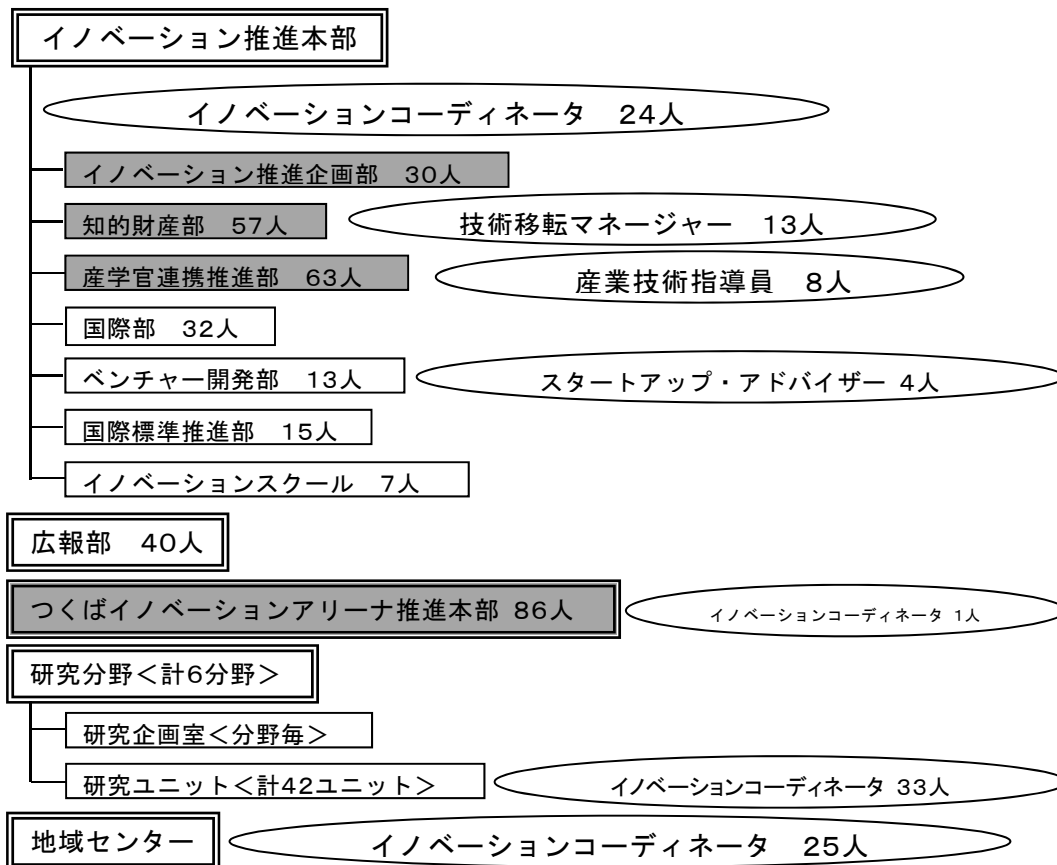 イノベーション推進本部
イノベーションコーディネータ　24人
イノベーション推進企画部　30人
知的財産部　57人
技術移転マネージャー　13人
産学官連携推進部　63人
産業技術指導員　8人
国際部　32人
ベンチャー開発部　13人
スタートアップ・アドバイザー 4人
国際標準推進部　15人
イノベーションスクール　7人
広報部　40人
つくばイノベーションアリーナ推進本部 86人
イノベーションコーディネータ 1人
研究分野＜計6分野＞
研究企画室＜分野毎＞
研究ユニット＜計42ユニット＞
イノベーションコーディネータ 33人
地域センター
イノベーションコーディネータ　25人